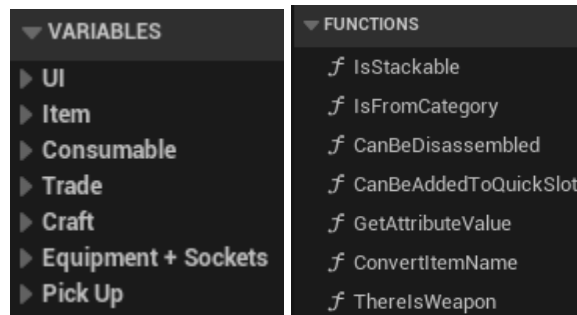 VARIABLES
UI
Item
Consumable
Trade
Craft
Equipment + Sockets
Pick Up
FUNCTIONS
IsStackable
IsFromCategory
CanBeDisassembled
CanBeAddedToQuickSlot
GetAttributeValue
ConvertItemName
ThereIsWeapon